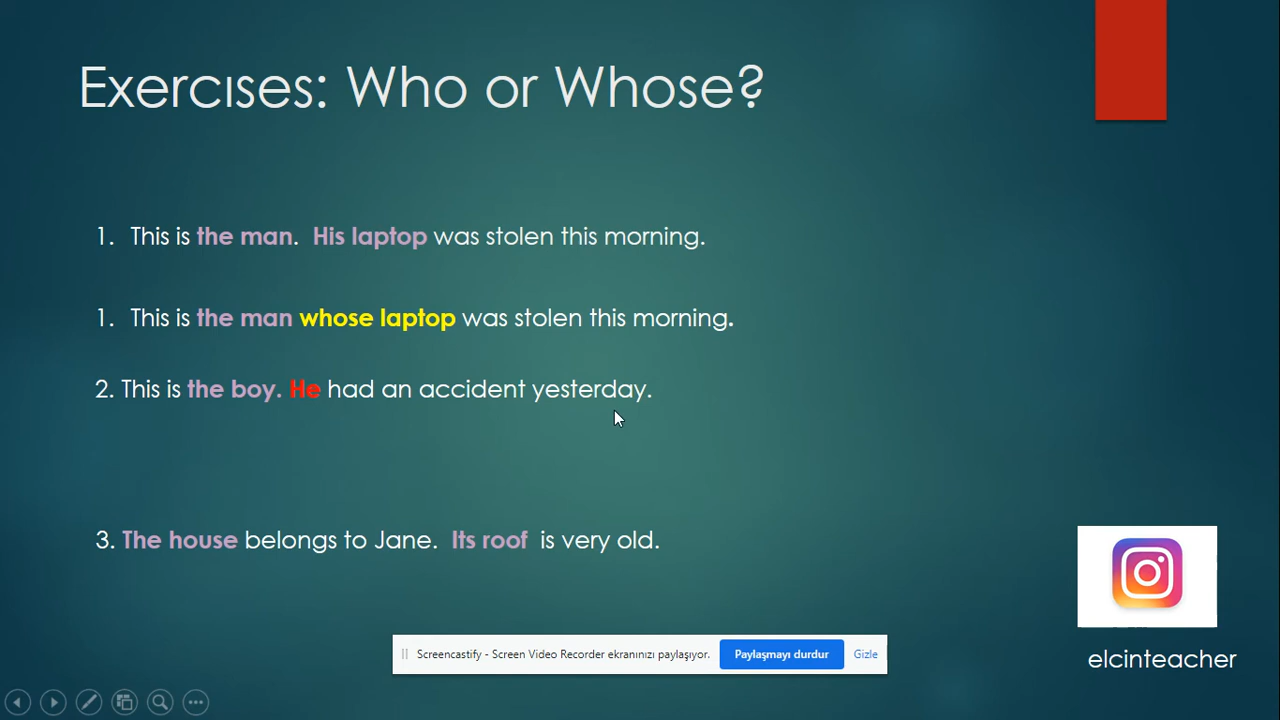 Exercıses: Who or Whose?
1. This is the man. His laptop was stolen this morning.
1. This is the man whose laptop was stolen this morning.
2. This is the boy. He had an accident yesterday.
3. The house belongs to Jane. Its roof is very old.
Screencastify - Screen Video Recorder ekranınızı paylaşıyor. Paylaşmayı durdur Gizle
elcinteacher